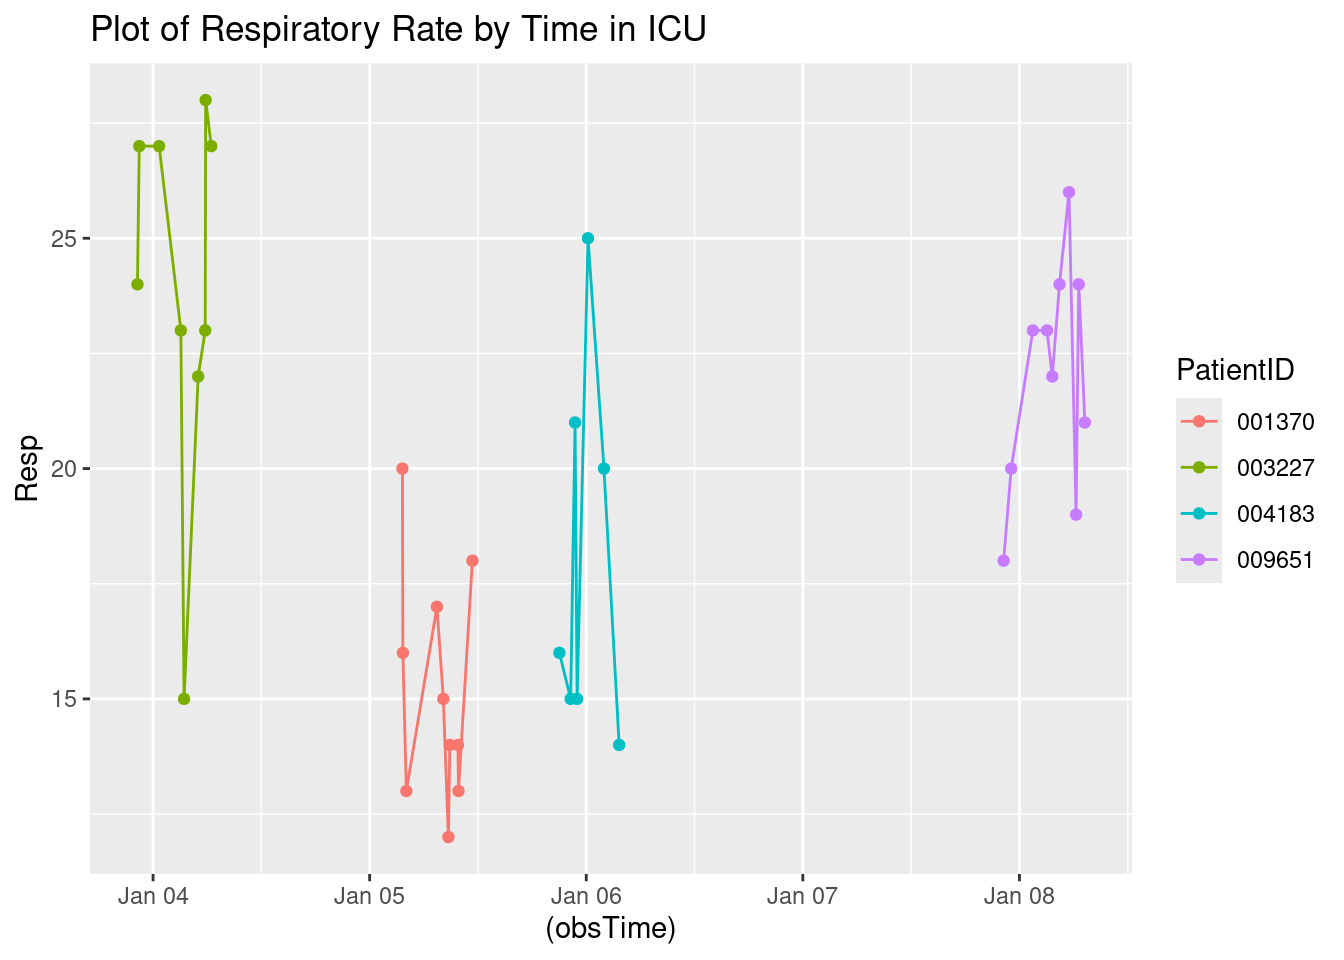 Plot of Respiratory Rate by Time in ICU
Resp
25
20
15
Jan 04
Jan 05
Jan 06
Jan 07
Jan 08
(obsTime)
PatientID
001370
003227
004183
009651